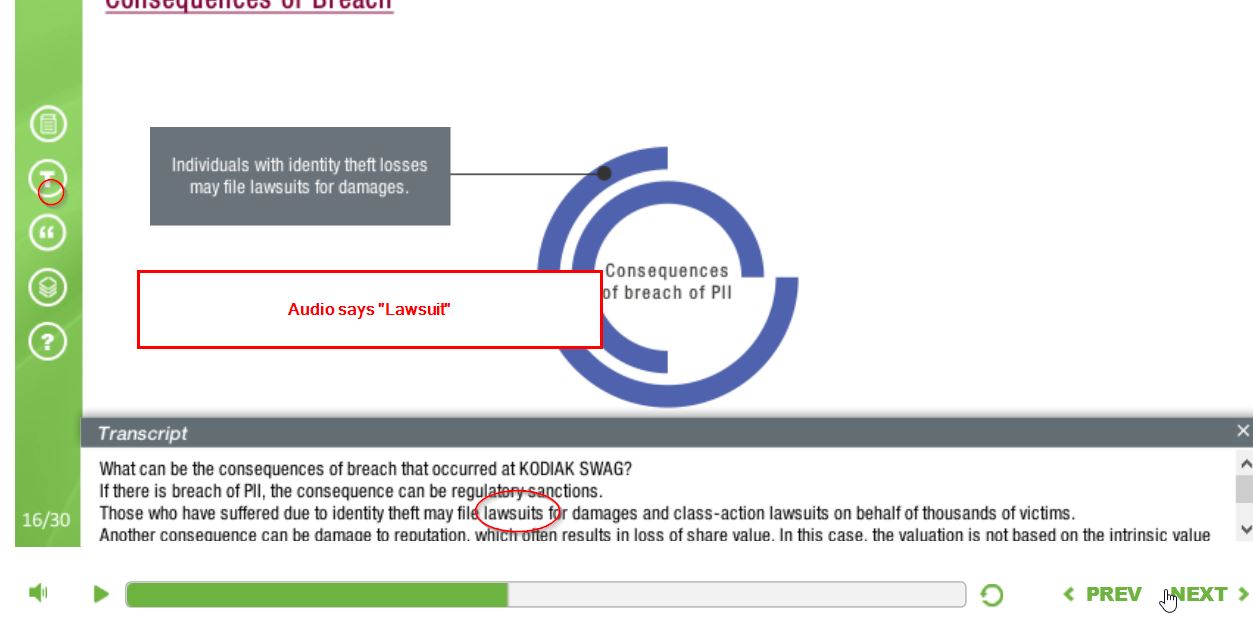 Consequences of Breach
Individuals with identity theft losses
may file lawsuits for damages.
Consequences
of breach of PII
Audio says "Lawsuit"
Transcript
What can be the consequences of breach that occurred at KODIAK SWAG?
If there is breach of PII, the consequence can be regulatory sanctions.
Those who have suffered due to identity theft may file lawsuits for damages and class-action lawsuits on behalf of thousands of victims.
Another consequence can be damage to reputation, which often results in loss of share value. In this case, the valuation is not based on the intrinsic value
16/30
PREV
NEXT